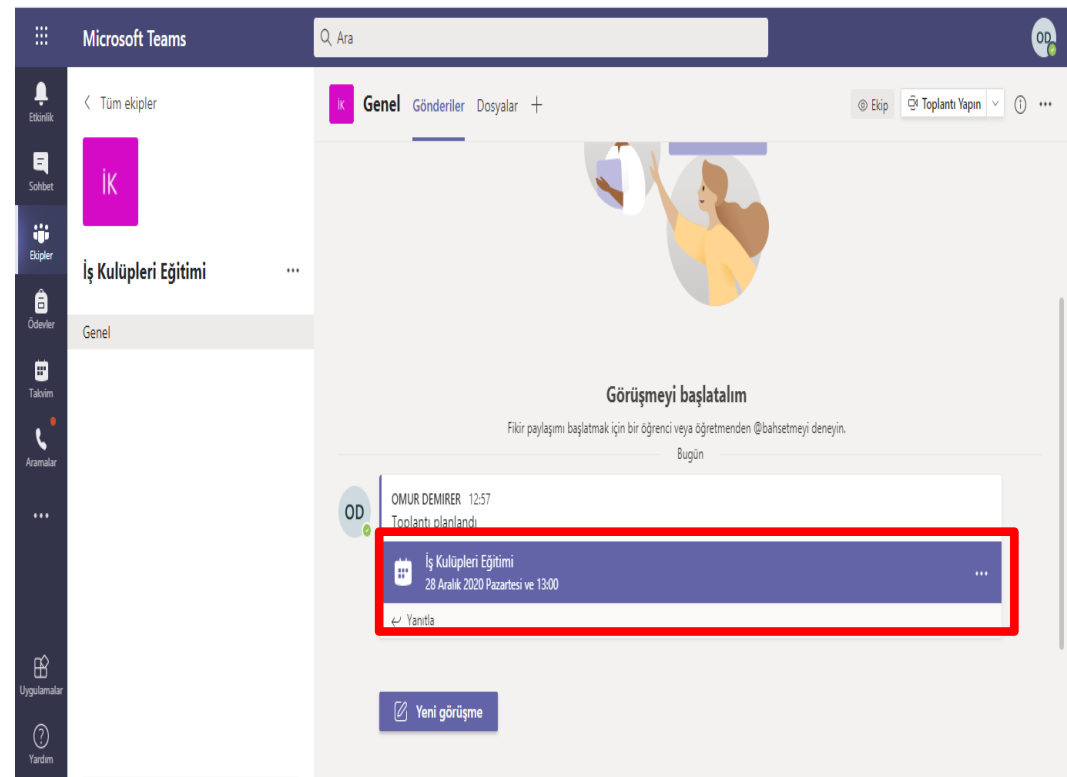 Microsoft Teams
Ara
OD
Etkinlik
Sohbet
Ekipler
Ödevler
Takvim
Aramalar
Uygulamalar
Yardım
Tüm ekipler
İK
İş Kulüpleri Eğitimi
Genel
İK
Genel Gönderiler Dosyalar
Ekip Toplantı Yapın
Görüşmeyi başlatalım
Fikir paylaşımı başlatmak için bir öğrenci veya öğretmenden @bahsetmeyi deneyin.
Bugün
OD
OMUR DEMIRER 12:57
Toplantı planlandı
İş Kulüpleri Eğitimi
28 Aralık 2020 Pazartesi ve 13:00
Yanıtla
Yeni görüşme